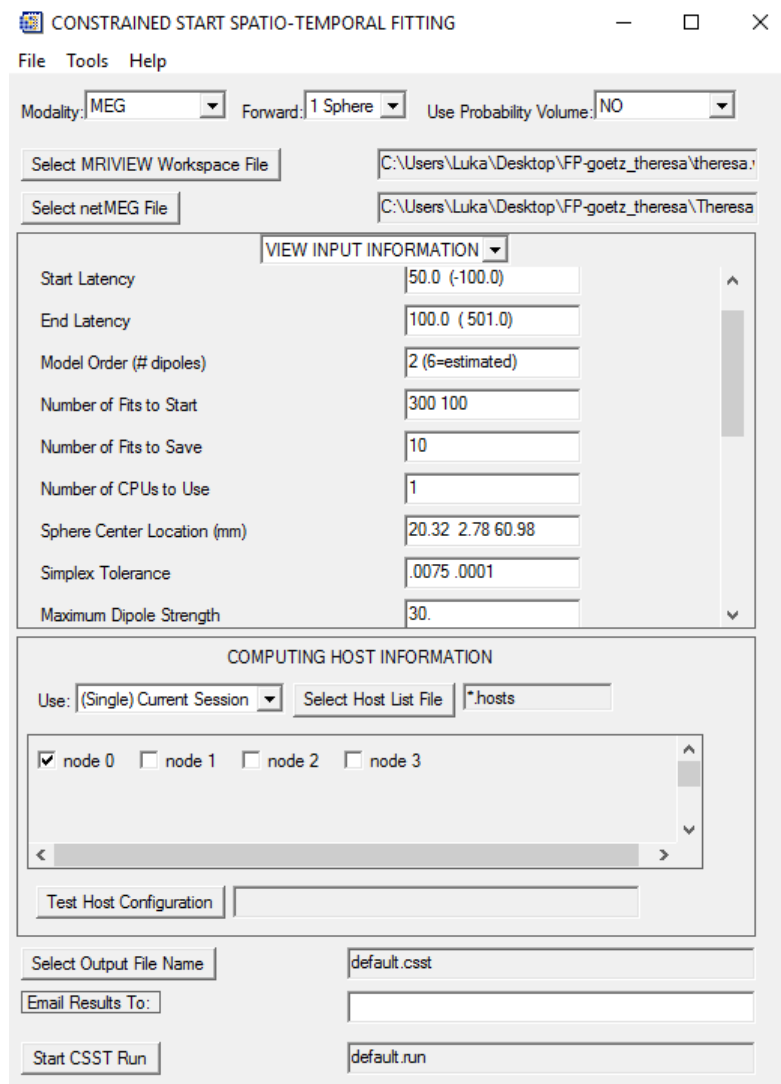 CONSTRAINED START SPATIO-TEMPORAL FITTING
File Tools Help
Modality: MEG Forward: 1 Sphere Use Probability Volume: NO
Select MRIVIEW Workspace File C:\Users\Luka\Desktop\FP-goetz_theresa\theresa.
Select netMEG File C:\Users\Luka\Desktop\FP-goetz_theresa\Theresa
VIEW INPUT INFORMATION
Start Latency 50.0 (-100.0)
End Latency 100.0 ( 501.0)
Model Order (# dipoles) 2 (6=estimated)
Number of Fits to Start 300 100
Number of Fits to Save 10
Number of CPUs to Use 1
Sphere Center Location (mm) 20.32 2.78 60.98
Simplex Tolerance .0075 .0001
Maximum Dipole Strength 30.
COMPUTING HOST INFORMATION
Use: (Single) Current Session Select Host List File *.hosts
node 0 node 1 node 2 node 3
Test Host Configuration
Select Output File Name default.csst
Email Results To:
Start CSST Run default.run